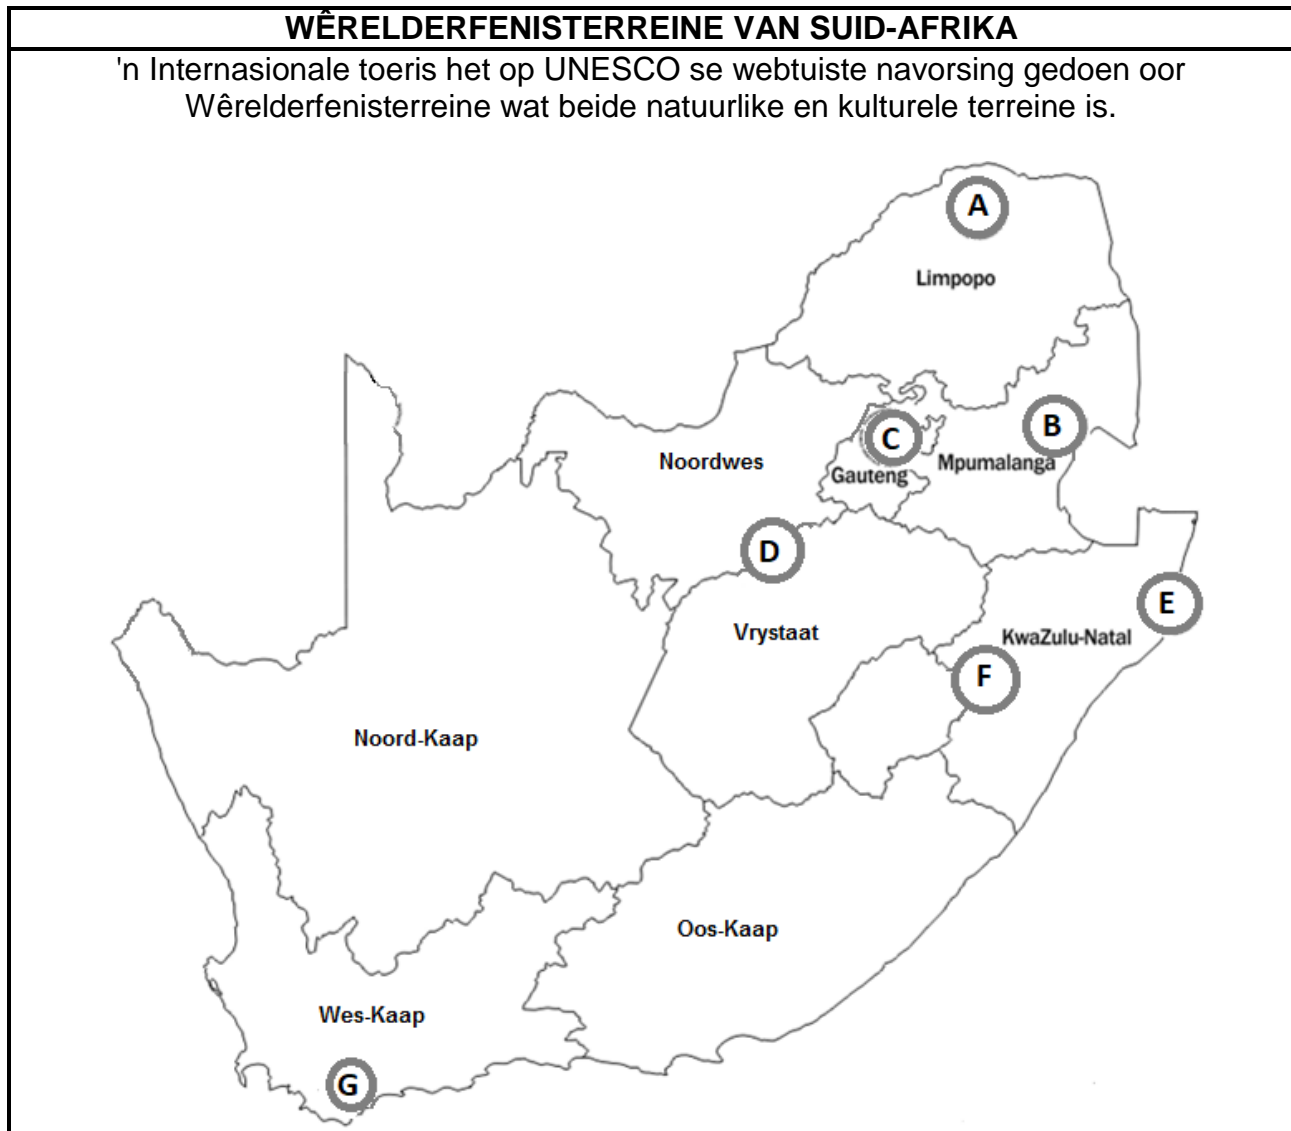 WÊRELDERFENISTERREINE VAN SUID-AFRIKA
'n Internasionale toeris het op UNESCO se webtuiste navorsing gedoen oor
Wêrelderfenisterreine wat beide natuurlike en kulturele terreine is.
A
Limpopo
B
C
Noordwes
Mpumalanga
Gauteng
D
E
Vrystaat
KwaZulu-Natal
F
Noord-Kaap
Oos-Kaap
Wes-Kaap
G